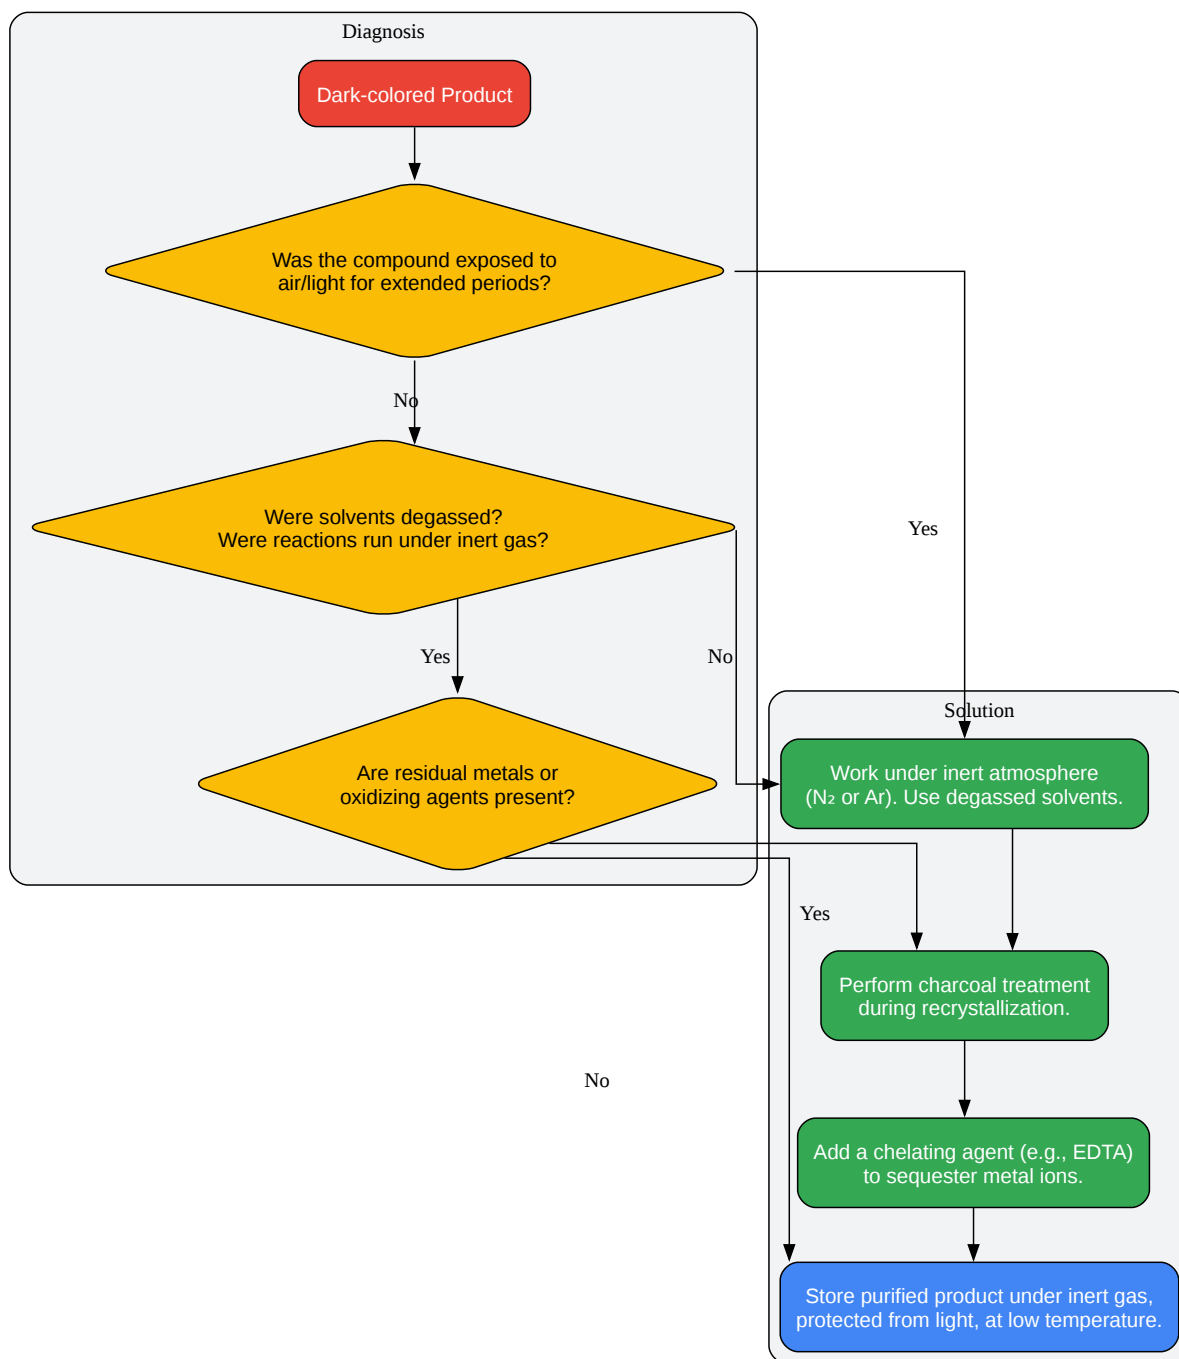 Diagnosis
Dark-colored Product
Was the compound exposed to
air/light for extended periods?
No
Were solvents degassed?
Were reactions run under inert gas?
Yes
Yes
No
Solution
Are residual metals or
oxidizing agents present?
Work under inert atmosphere
(N₂ or Ar). Use degassed solvents.
Yes
Perform charcoal treatment
during recrystallization.
No
Add a chelating agent (e.g., EDTA)
to sequester metal ions.
Store purified product under inert gas,
protected from light, at low temperature.